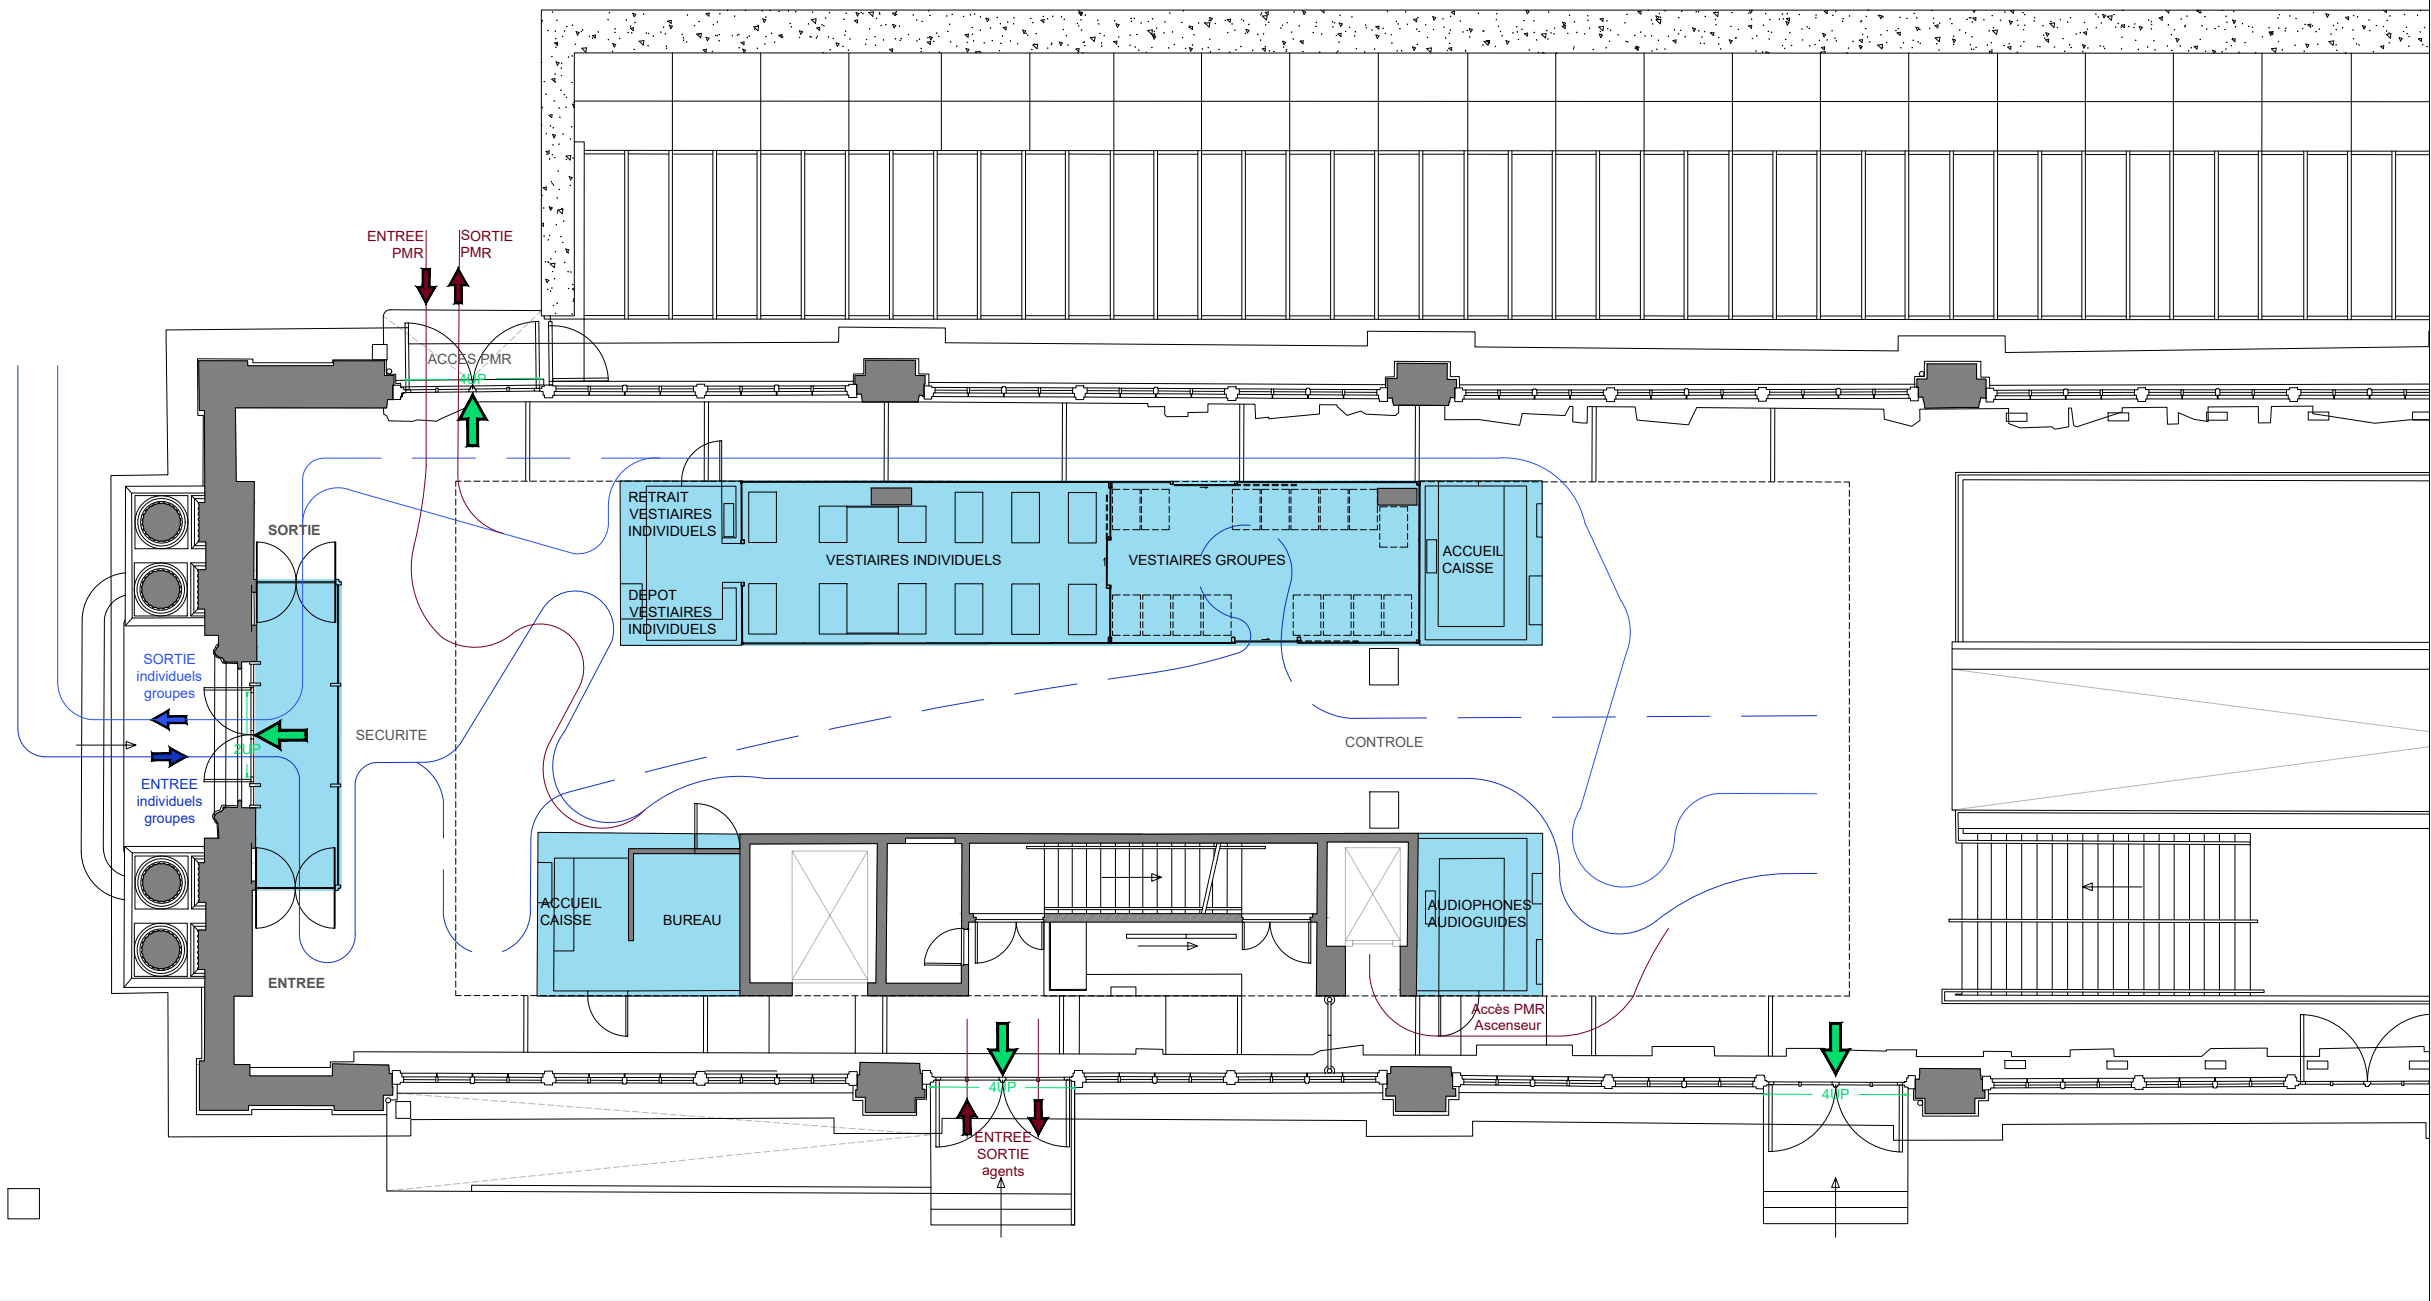 ENTREE
PMR
SORTIE
PMR
ACCES PMR
4UP
SORTIE
RETRAIT
VESTIAIRES
INDIVIDUELS
VESTIAIRES INDIVIDUELS
VESTIAIRES GROUPES
ACCUEIL
CAISSE
DEPOT
VESTIAIRES
INDIVIDUELS
SORTIE
individuels
groupes
SECURITE
2UP
CONTROLE
ENTREE
individuels
groupes
ACCUEIL
CAISSE
BUREAU
AUDIOPHONES
AUDIOGUIDES
ENTREE
Accès PMR
Ascenseur
4UP
4UP
ENTREE
SORTIE
agents